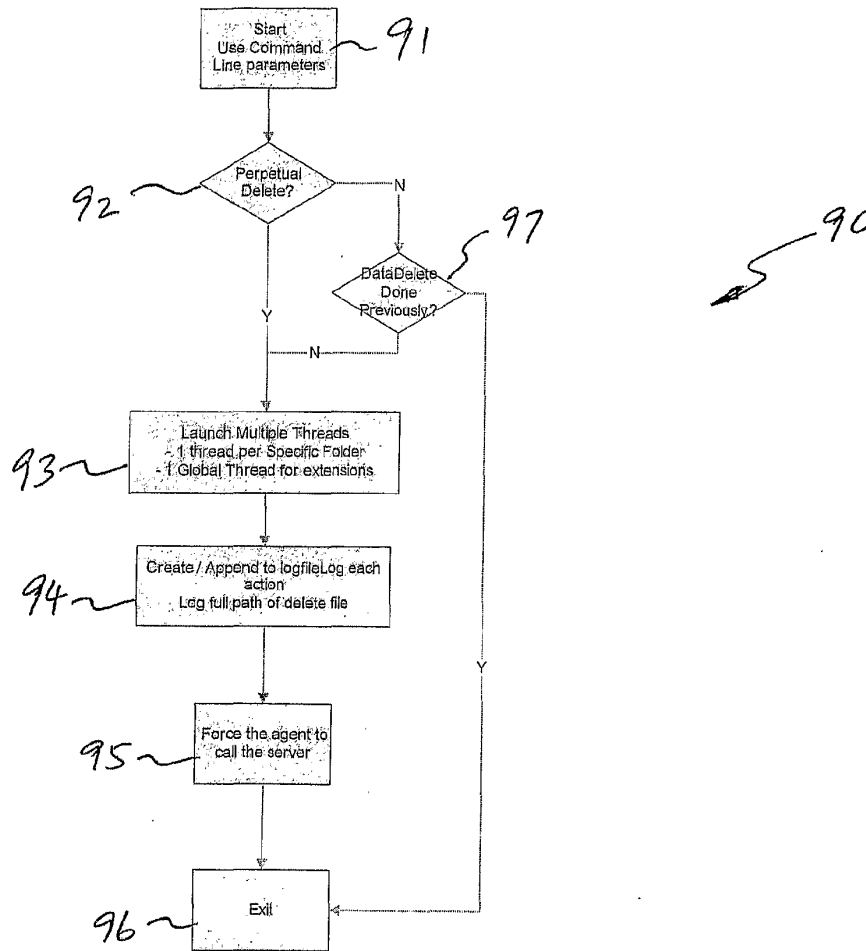 Start
Use Command
Line parameters
91
Perpetual
Delete?
92
N
97
90
DataDelete
Done
Previously?
Y
N
Launch Multiple Threads
- 1 thread per Specific Folder
- 1 Global Thread for extensions
93
Create / Append to logfileLog each
action
Log full path of delete file
94
Y
Force the agent to
call the server
95
Exit
96